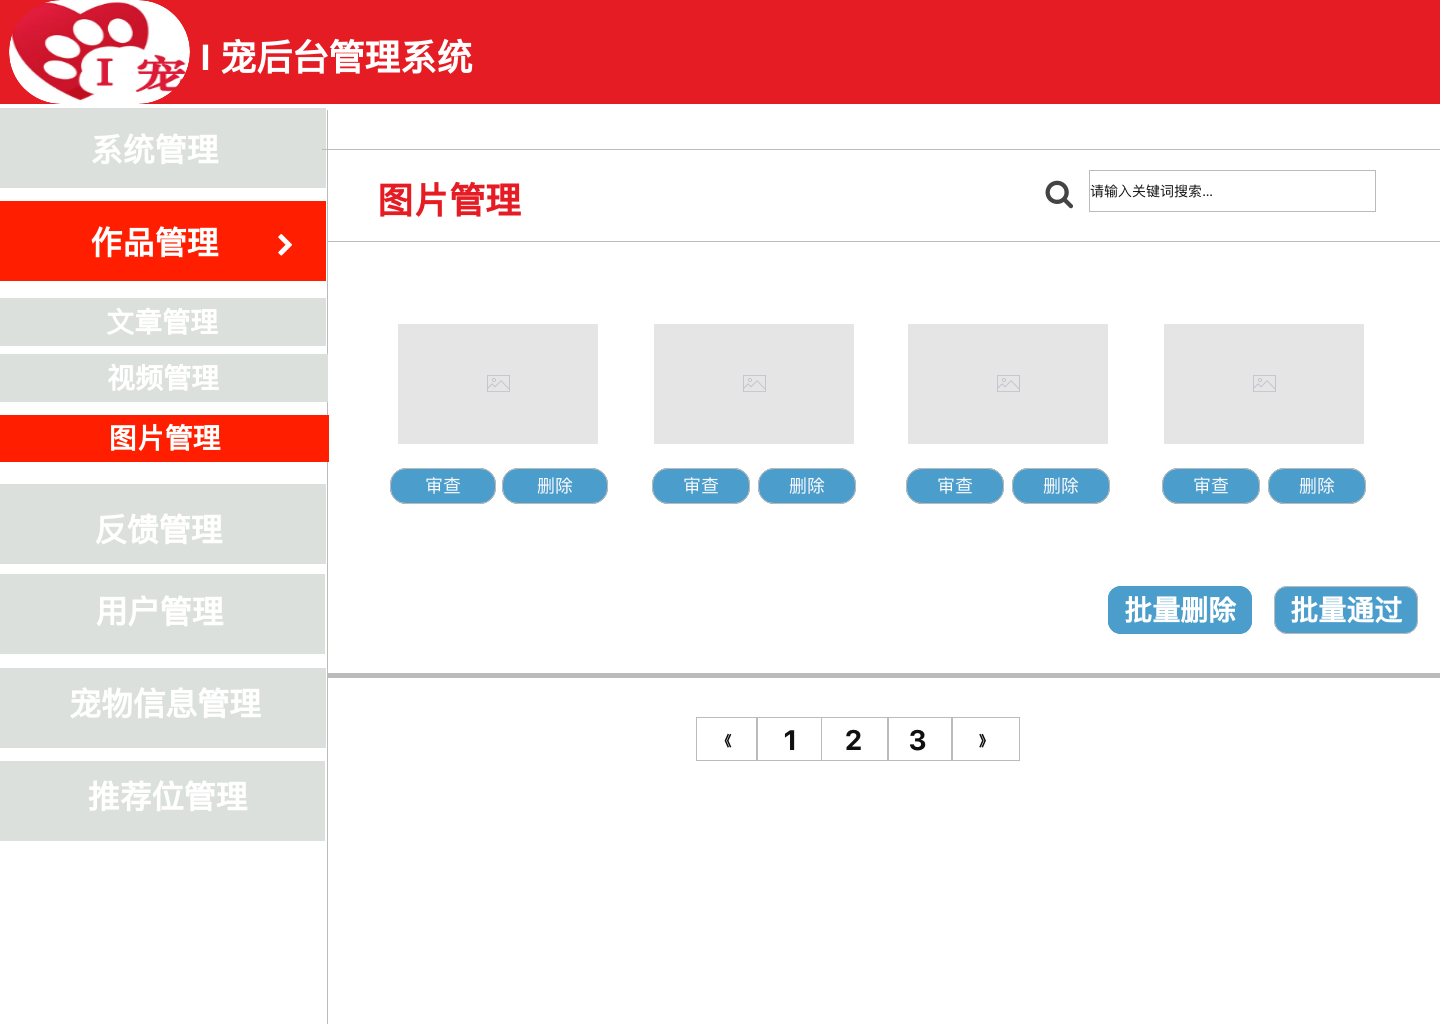 I 宠
I 宠后台管理系统
系统管理
作品管理
文章管理
视频管理
图片管理
反馈管理
用户管理
宠物信息管理
推荐位管理
图片管理
请输入关键词搜索...
审查 删除 审查 删除 审查 删除 审查 删除
批量删除 批量通过
《 1 2 3 》